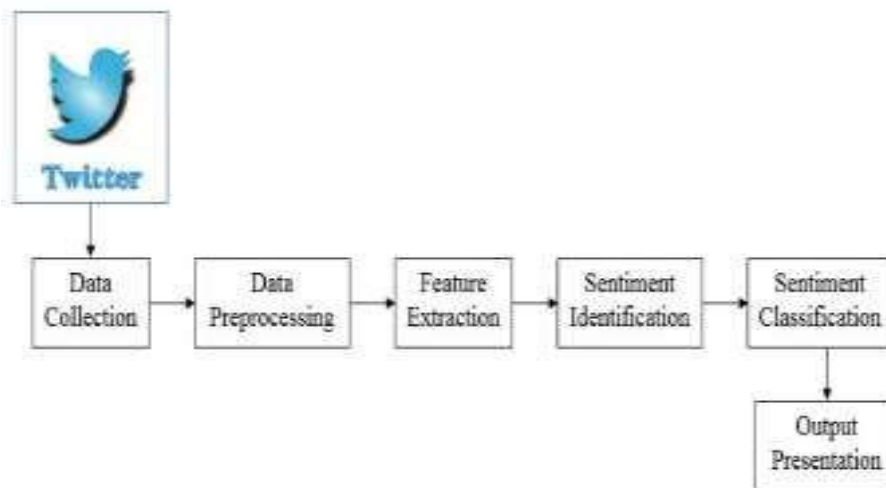 Twitter
Data
Collection
Data
Preprocessing
Feature
Extraction
Sentiment
Identification
Sentiment
Classification
Output
Presentation